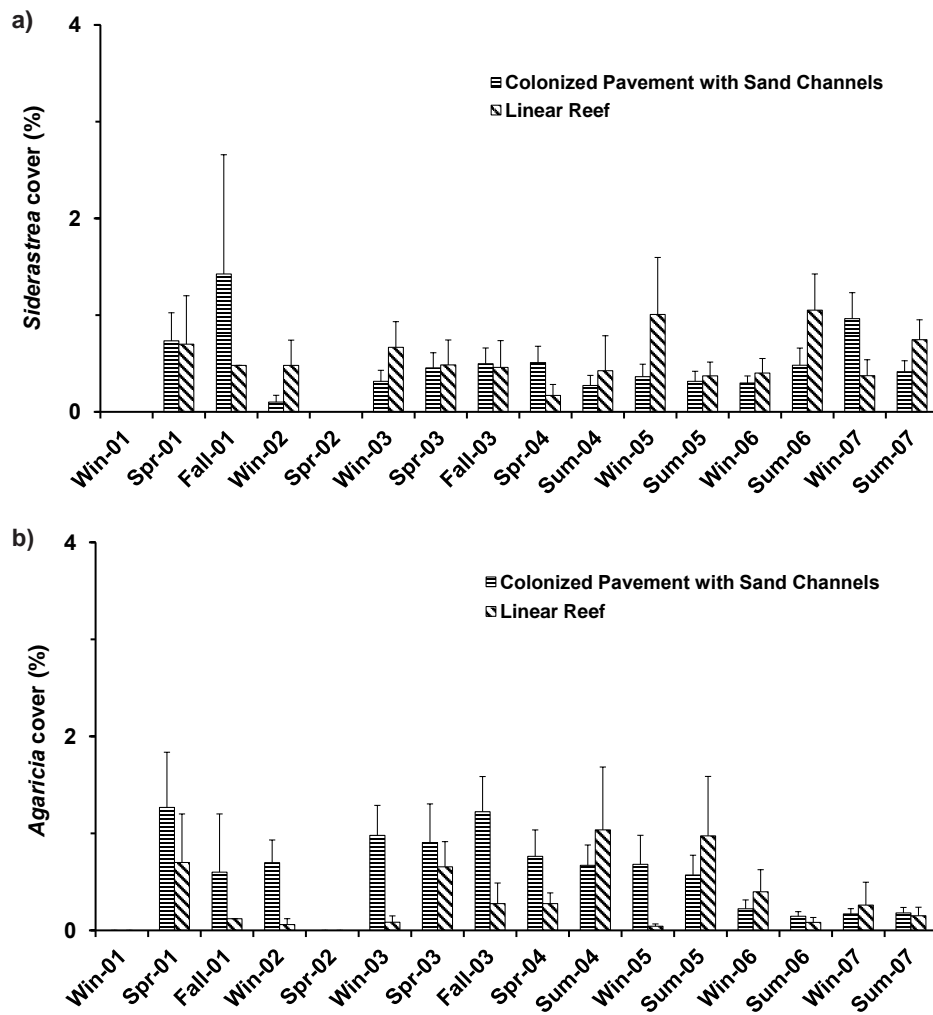 a)
4
Colonized Pavement with Sand Channels
Linear Reef
Siderastrea cover (%)
2
0
Win-01
Spr-01
Fall-01
Win-02
Spr-02
Win-03
Spr-03
Fall-03
Spr-04
Sum-04
Win-05
Sum-05
Win-06
Sum-06
Win-07
Sum-07
b)
4
Colonized Pavement with Sand Channels
Linear Reef
Agaricia cover (%)
2
0
Win-01
Spr-01
Fall-01
Win-02
Spr-02
Win-03
Spr-03
Fall-03
Spr-04
Sum-04
Win-05
Sum-05
Win-06
Sum-06
Win-07
Sum-07